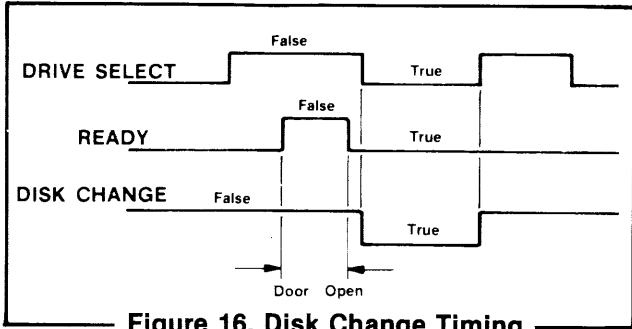 False
DRIVE SELECT
True
False
READY
True
DISK CHANGE
False
True
Door Open
Figure 16. Disk Change Timing